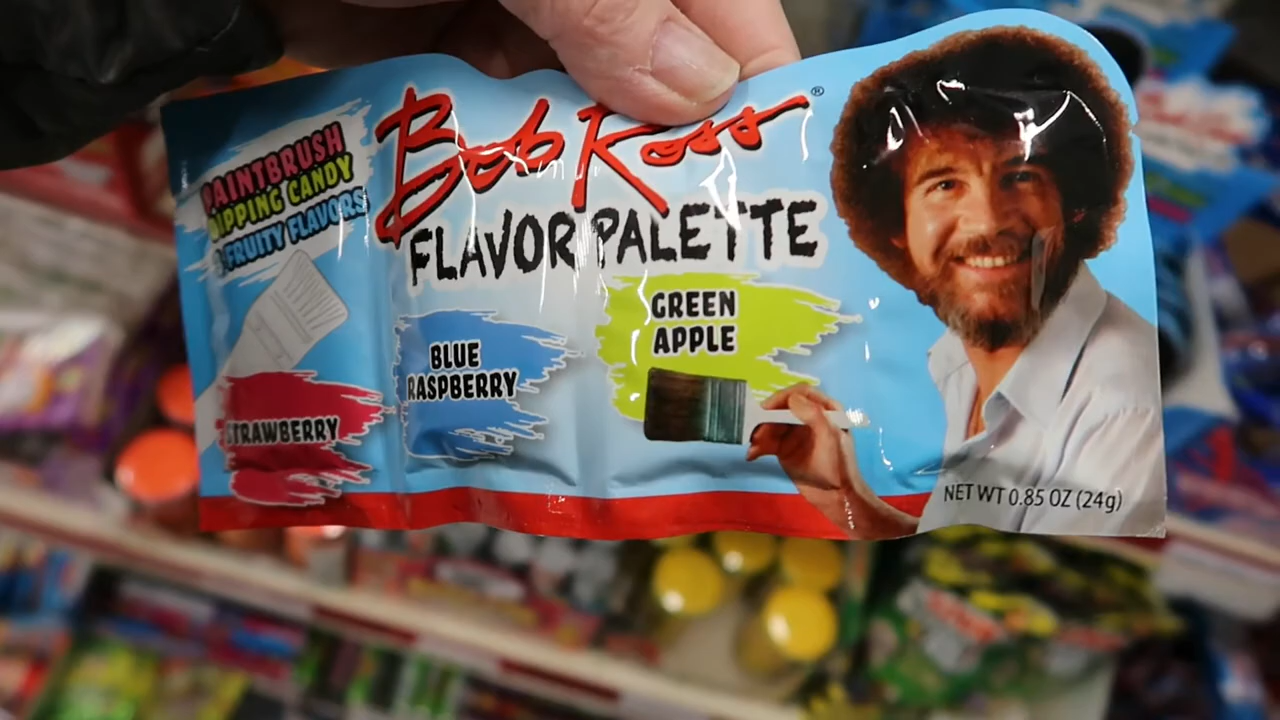 PAINTBRUSH
DIPPING CANDY
FRUITY FLAVORS
Bob Ross®
FLAVOR PALETTE
STRAWBERRY
BLUE
RASPBERRY
GREEN
APPLE
NET WT 0.85 OZ (24g)